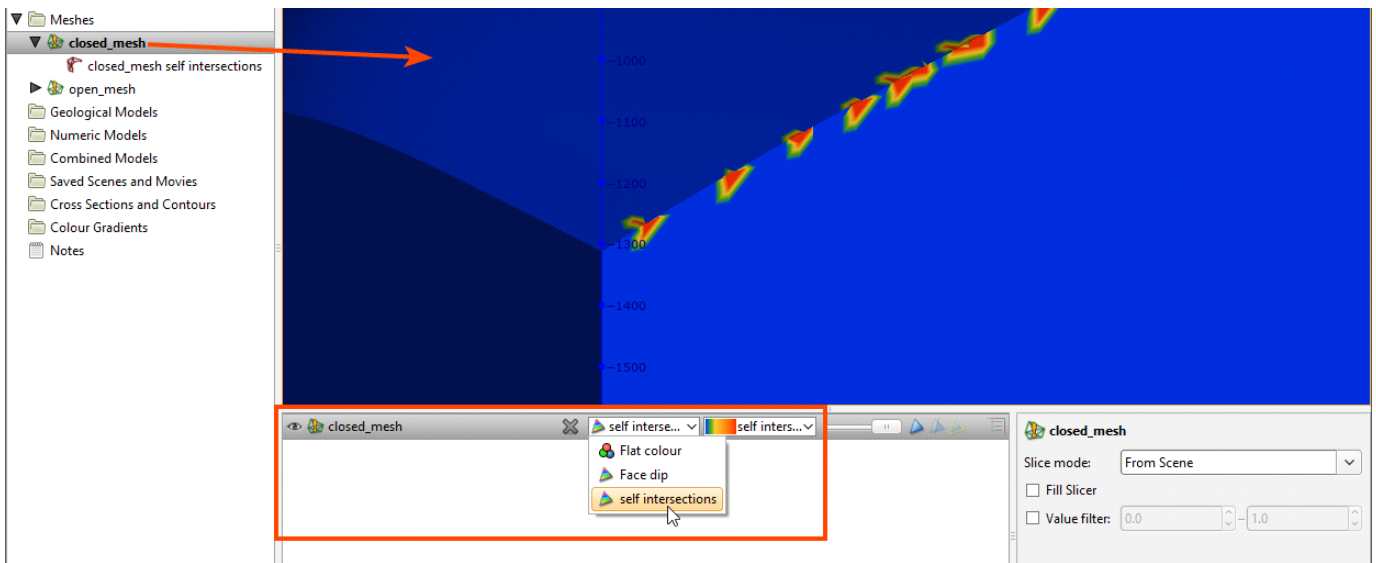 Meshes
closed_mesh
closed_mesh self intersections
open_mesh
Geological Models
Numeric Models
Combined Models
Saved Scenes and Movies
Cross Sections and Contours
Colour Gradients
Notes
-1000
-1100
-1200
-1300
-1400
-1500
closed_mesh
self interse...
self inters...
Flat colour
Face dip
self intersections
closed_mesh
Slice mode: From Scene
Fill Slicer
Value filter: 0.0 - 1.0